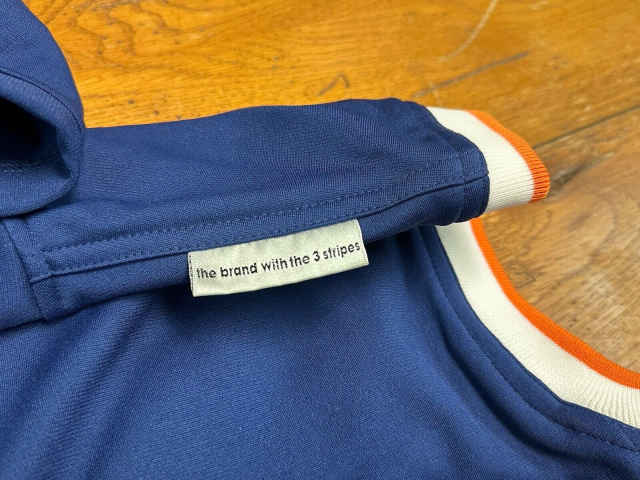 the brand with the 3 stripes